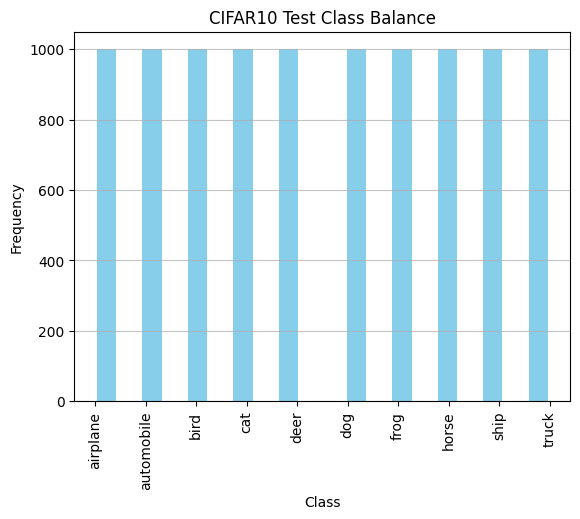 CIFAR10 Test Class Balance
1000
800
600
400
200
0
Frequency
airplane
automobile
bird
cat
deer
dog
frog
horse
ship
truck
Class